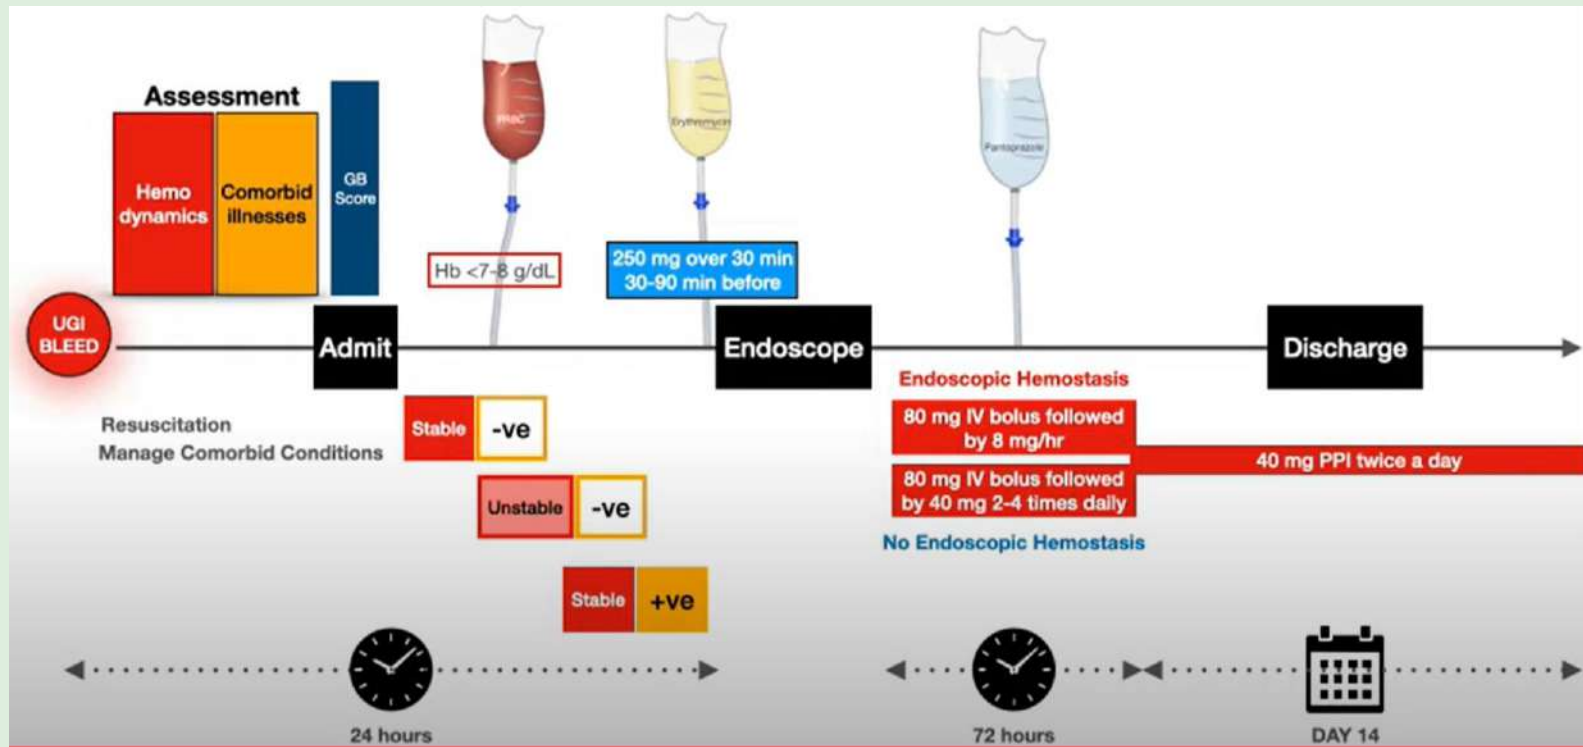 Assessment
Hemo
dynamics
Comorbid
illnesses
GB
Score
PRBC
Erythromycin
Pantoprazole
Hb <7-8 g/dL
250 mg over 30 min
30-90 min before
UGI
BLEED
Admit
Endoscope
Discharge
Resuscitation
Manage Comorbid Conditions
Stable
-ve
Unstable
-ve
Stable
+ve
Endoscopic Hemostasis
80 mg IV bolus followed
by 8 mg/hr
80 mg IV bolus followed
by 40 mg 2-4 times daily
No Endoscopic Hemostasis
40 mg PPI twice a day
24 hours
72 hours
DAY 14